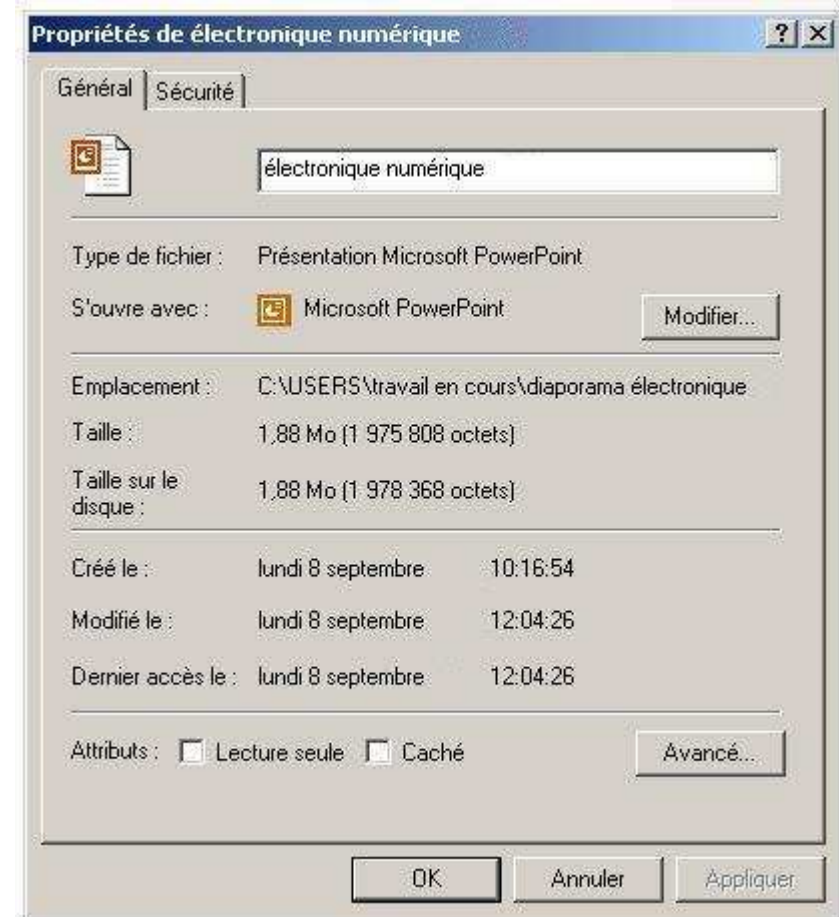 Propriétés de électronique numérique
Général Sécurité
électronique numérique
Type de fichier : Présentation Microsoft PowerPoint
S'ouvre avec : Microsoft PowerPoint Modifier...
Emplacement : C:\USERS\travail en cours\diaporama électronique
Taille : 1,88 Mo (1 975 808 octets)
Taille sur le
disque : 1,88 Mo (1 978 368 octets)
Créé le : lundi 8 septembre 10:16:54
Modifié le : lundi 8 septembre 12:04:26
Dernier accès le : lundi 8 septembre 12:04:26
Attributs : Lecture seule Caché Avancé...
OK Annuler Appliquer